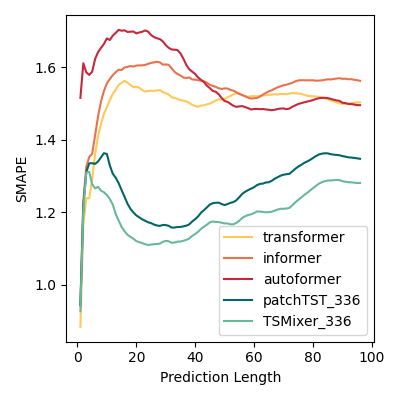 1.6
1.4
1.2
1.0
SMAPE
transformer
informer
autoformer
patchTST_336
TSMixer_336
0 20 40 60 80 100
Prediction Length